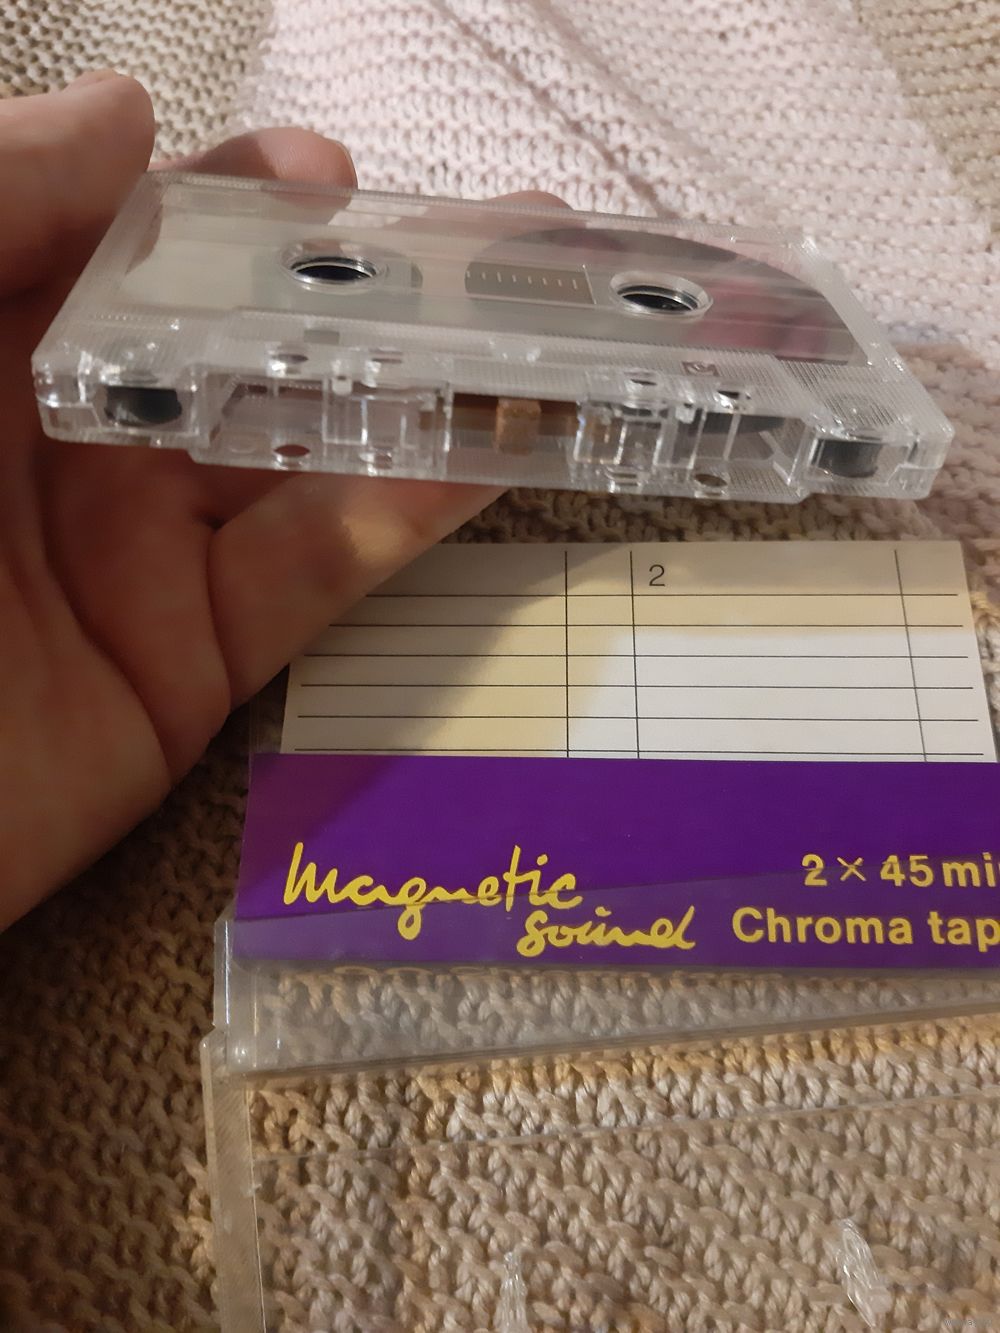 2
Magnetic
sound
2 × 45 mi
Chroma tap